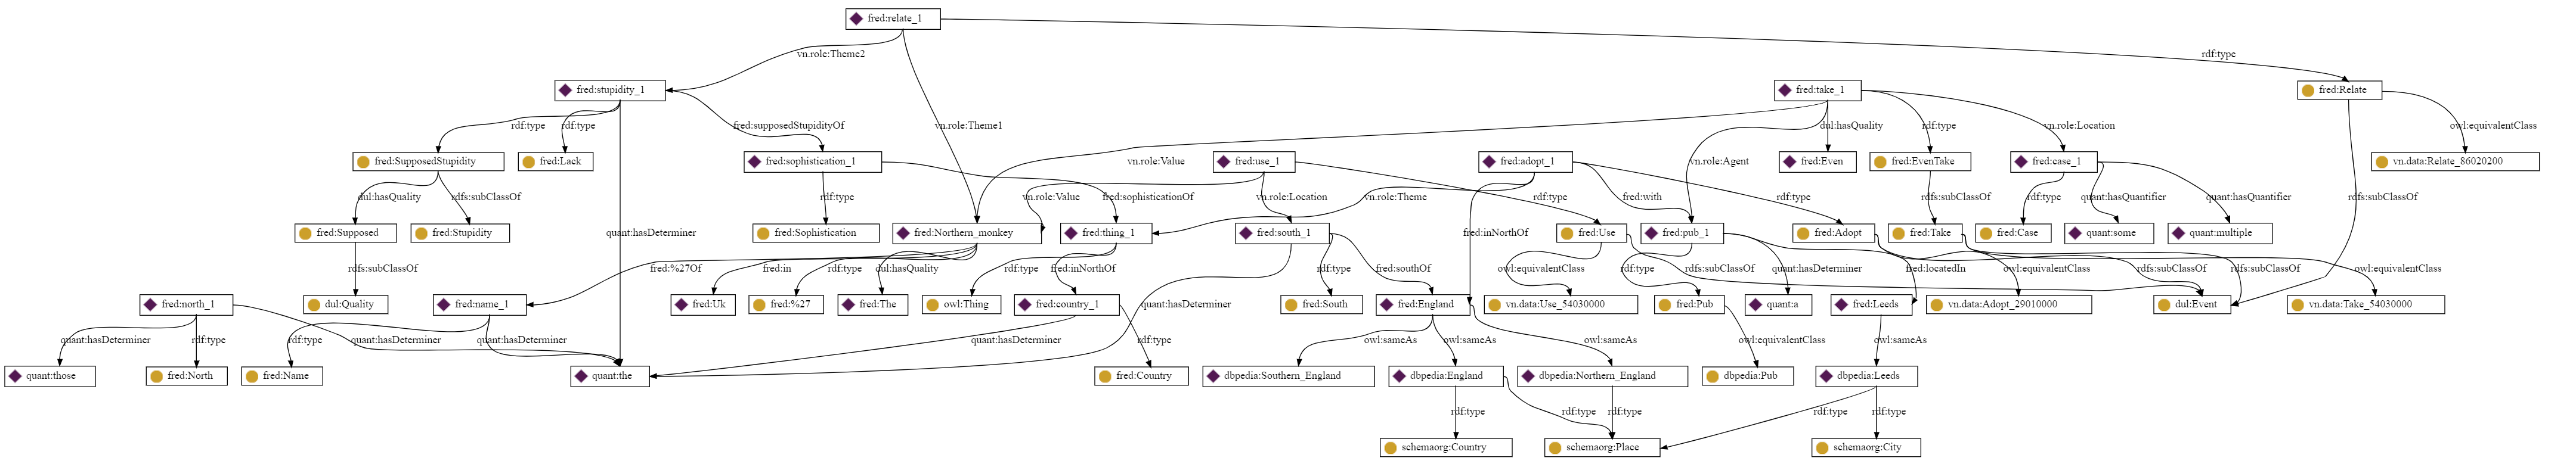 fred:relate_1
vn.role:Theme2
rdf:type
fred:stupidity_1
fred:take_1
fred:Relate
rdf:type
rdf:type
fred:supposedStupidityOf
vn.role:Theme1
dul:hasQuality
rdf:type
vn.role:Location
owl:equivalentClass
fred:SupposedStupidity
fred:Lack
fred:sophistication_1
vn.role:Value
fred:use_1
fred:adopt_1
vn.role:Agent
fred:Even
fred:EvenTake
fred:case_1
vn.data:Relate_86020200
dul:hasQuality
rdfs:subClassOf
rdf:type
fred:sophisticationOf
vn.role:Value
vn.role:Location
vn.role:Theme
rdf:type
fred:with
rdf:type
rdfs:subClassOf
rdf:type
quant:hasQuantifier
quant:hasQuantifier
rdfs:subClassOf
fred:Supposed
fred:Stupidity
quant:hasDeterminer
fred:Sophistication
fred:Northern_monkey
fred:thing_1
fred:south_1
fred:inNorthOf
fred:Use
fred:pub_1
fred:Adopt
fred:Take
fred:Case
quant:some
quant:multiple
rdfs:subClassOf
fred:%27Of
fred:in
rdf:type
dul:hasQuality
rdf:type
fred:inNorthOf
rdf:type
fred:southOf
owl:equivalentClass
rdf:type
rdfs:subClassOf
quant:hasDeterminer
fred:locatedIn
owl:equivalentClass
rdfs:subClassOf
rdfs:subClassOf
owl:equivalentClass
fred:north_1
dul:Quality
fred:name_1
fred:Uk
fred:%27
fred:The
owl:Thing
fred:country_1
quant:hasDeterminer
fred:South
fred:England
vn.data:Use_54030000
fred:Pub
quant:a
fred:Leeds
vn.data:Adopt_29010000
dul:Event
vn.data:Take_54030000
quant:hasDeterminer
rdf:type
rdf:type
quant:hasDeterminer
quant:hasDeterminer
quant:hasDeterminer
rdf:type
owl:sameAs
owl:sameAs
owl:sameAs
owl:equivalentClass
owl:sameAs
quant:those
fred:North
fred:Name
quant:the
fred:Country
dbpedia:Southern_England
dbpedia:England
dbpedia:Northern_England
dbpedia:Pub
dbpedia:Leeds
rdf:type
rdf:type
rdf:type
rdf:type
rdf:type
schemaorg:Country
schemaorg:Place
schemaorg:City